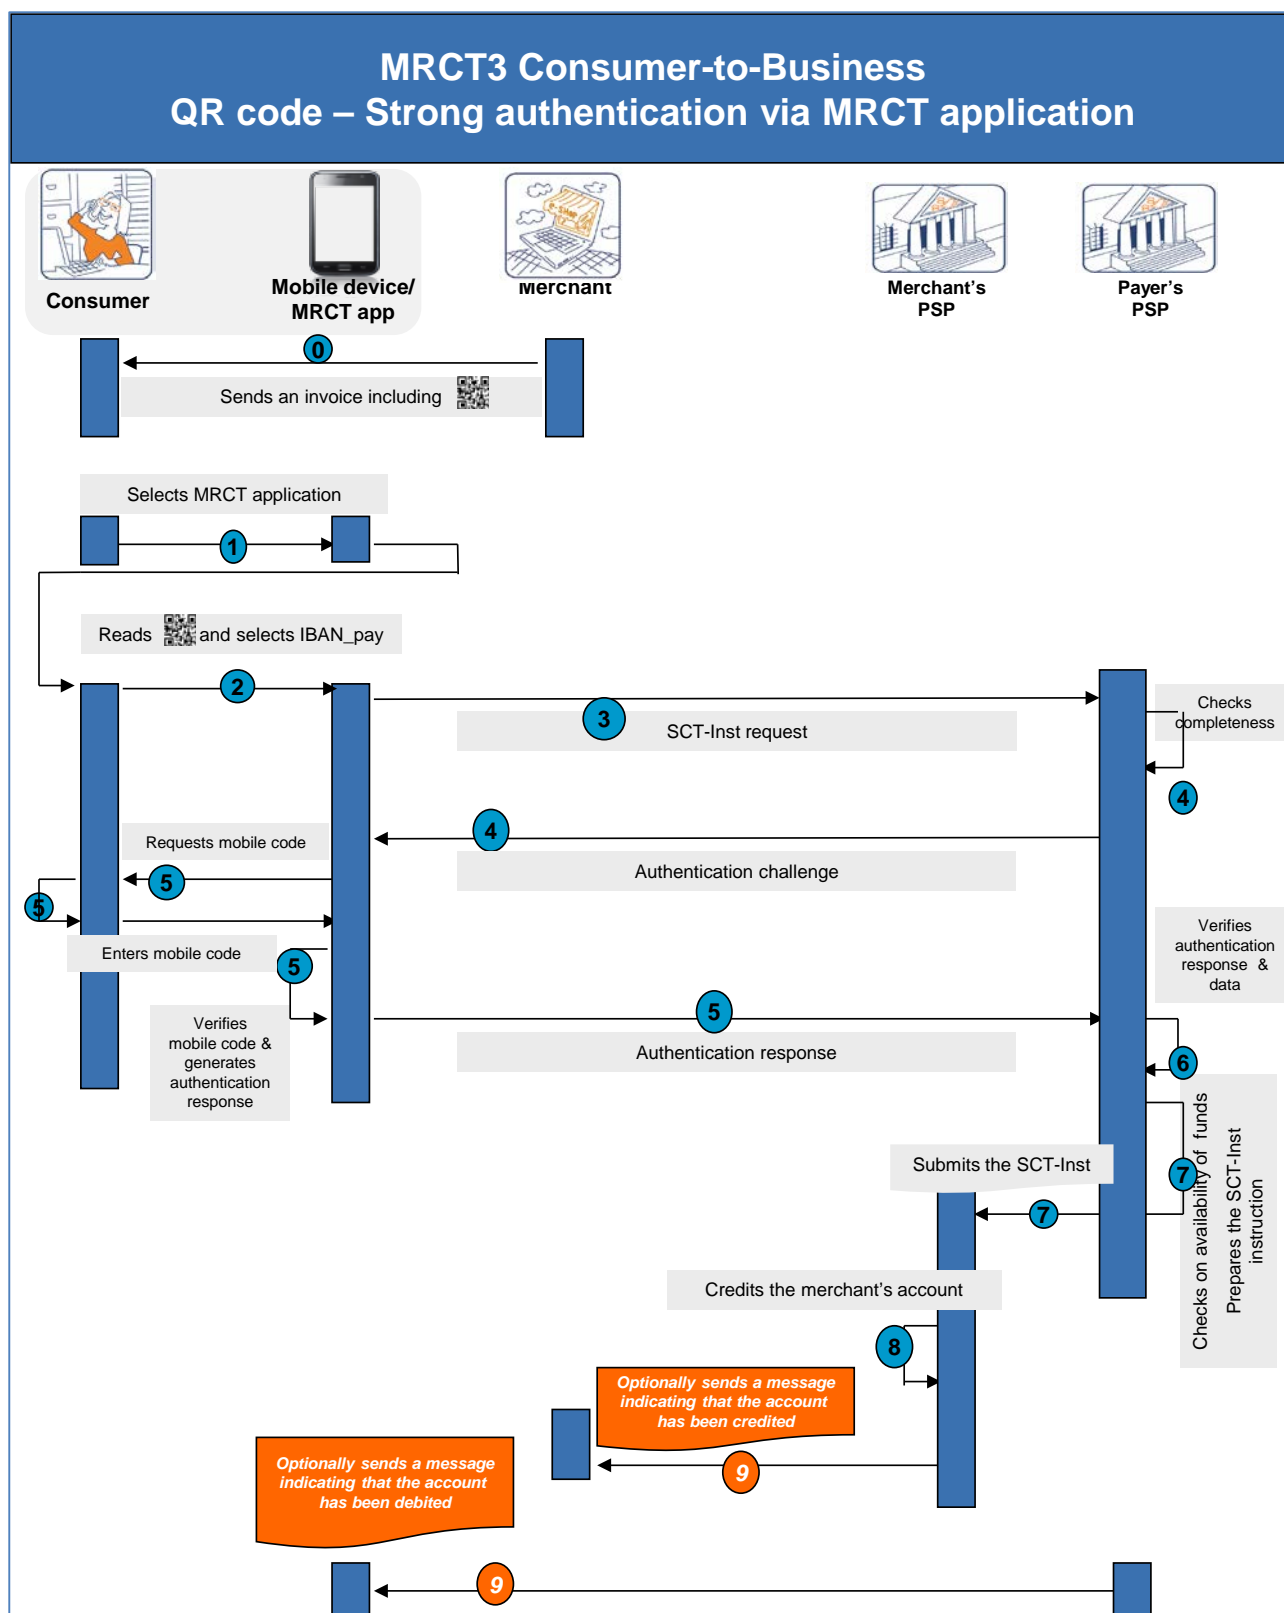 MRCT3 Consumer-to-Business
QR code – Strong authentication via MRCT application
Consumer
Mobile device/
MRCT app
Merchant
Merchant's
PSP
Payer's
PSP
0
Sends an invoice including
Selects MRCT application
1
Reads and selects IBAN_pay
2
3
SCT-Inst request
Checks
completeness
4
4
Authentication challenge
Requests mobile code
5
5
Enters mobile code
5
Verifies
mobile code &
generates
authentication
response
5
Authentication response
Verifies
authentication
response &
data
6
Checks on availability of funds
Prepares the SCT-Inst
instruction
7
Submits the SCT-Inst
7
Credits the merchant's account
8
Optionally sends a message
indicating that the account
has been credited
9
Optionally sends a message
indicating that the account
has been debited
9